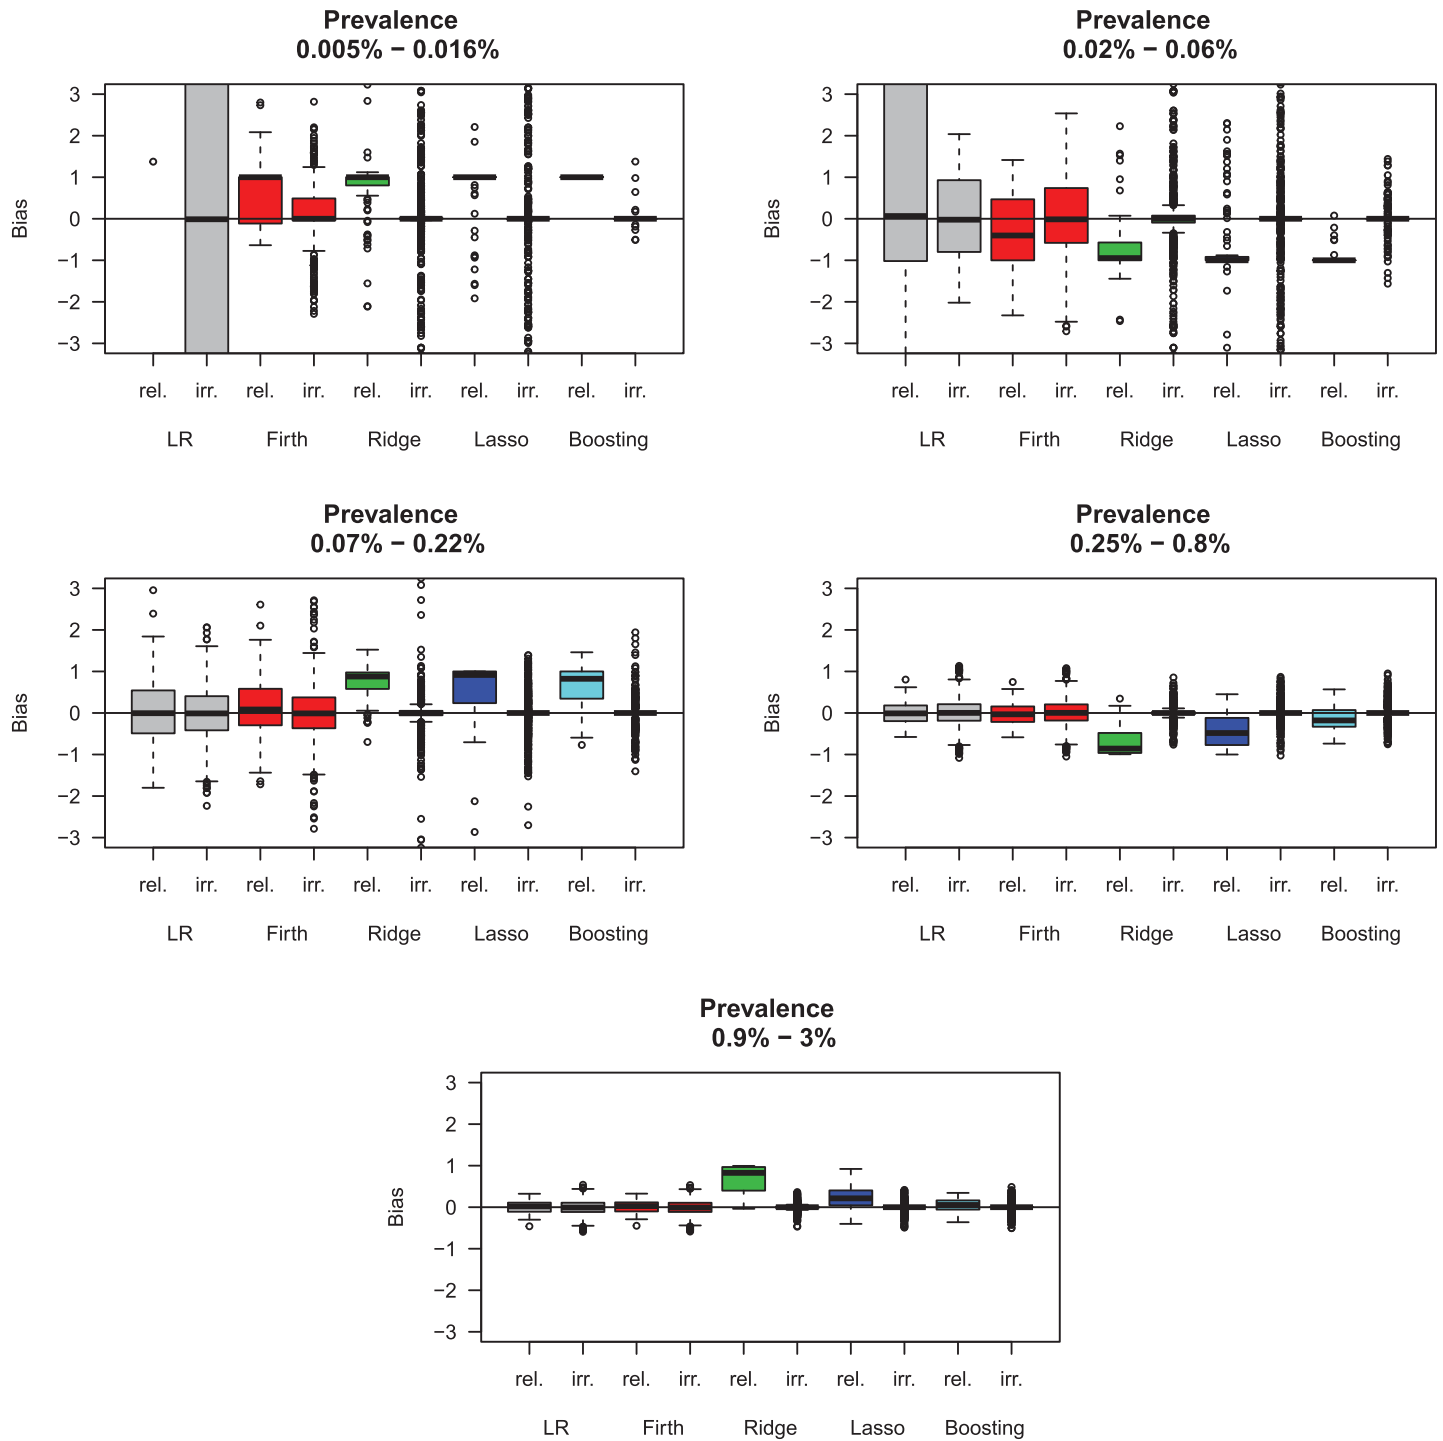 Prevalence
0.005% − 0.016%
3
2
1
0
−1
−2
−3
Bias
rel. irr. rel. irr. rel. irr. rel. irr. rel. irr.
LR Firth Ridge Lasso Boosting
Prevalence
0.02% − 0.06%
3
2
1
0
−1
−2
−3
Bias
rel. irr. rel. irr. rel. irr. rel. irr. rel. irr.
LR Firth Ridge Lasso Boosting
Prevalence
0.07% − 0.22%
3
2
1
0
−1
−2
−3
Bias
rel. irr. rel. irr. rel. irr. rel. irr. rel. irr.
LR Firth Ridge Lasso Boosting
Prevalence
0.25% − 0.8%
3
2
1
0
−1
−2
−3
Bias
rel. irr. rel. irr. rel. irr. rel. irr. rel. irr.
LR Firth Ridge Lasso Boosting
Prevalence
0.9% − 3%
3
2
1
0
−1
−2
−3
Bias
rel. irr. rel. irr. rel. irr. rel. irr. rel. irr.
LR Firth Ridge Lasso Boosting